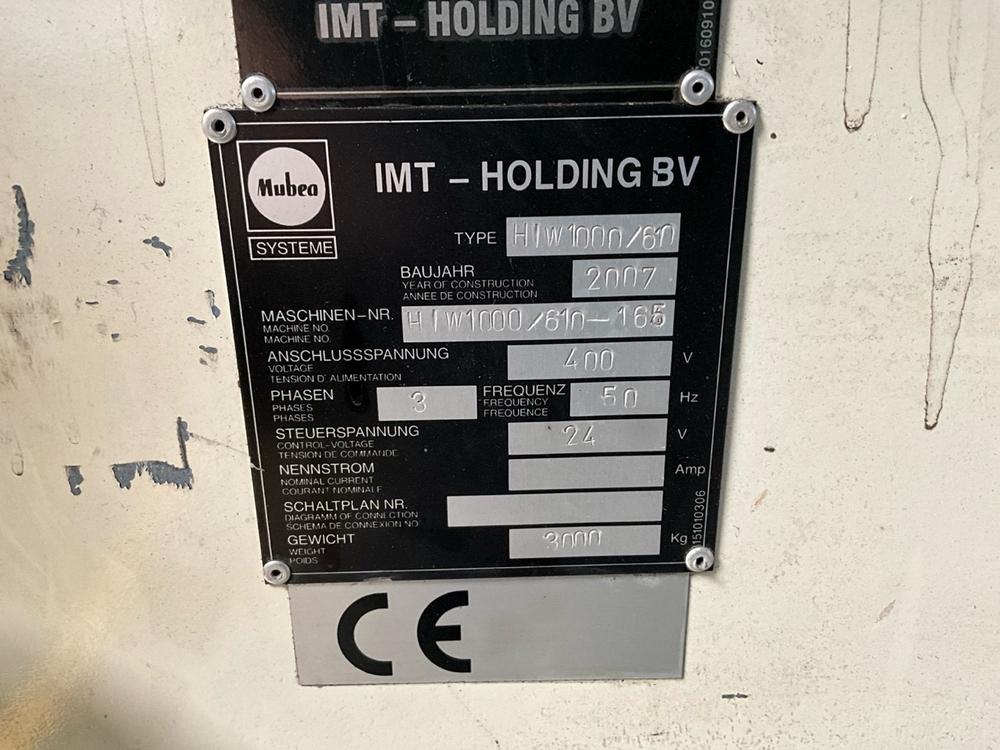 IMT – HOLDING BV
20160910
Mubea
SYSTEME
IMT – HOLDING BV
TYPE HIW1000/610
BAUJAHR 2007
YEAR OF CONSTRUCTION
ANNEE DE CONSTRUCTION
MASCHINEN–NR. HIW1000/610–165
MACHINE NO.
MACHINE NO.
ANSCHLUSSSPANNUNG 400 V
VOLTAGE
TENSION D' ALIMENTATION
PHASEN 3 FREQUENZ 50 Hz
PHASES FREQUENCY
PHASES FREQUENCE
STEUERSPANNUNG 24 V
CONTROL-VOLTAGE
TENSION DE COMMANDE
NENNSTROM Amp
NOMINAL CURRENT
COURANT NOMINALE
SCHALTPLAN NR.
DIAGRAMM OF CONNECTION
SCHEMA DE CONNEXION NO
GEWICHT 3000 Kg
WEIGHT
POIDS
151010306
CE